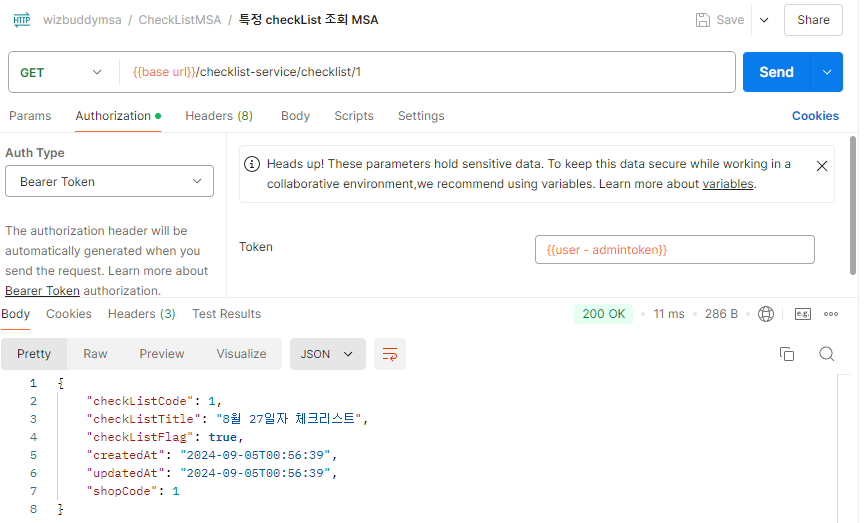 HTTP wizbuddymsa / CheckListMSA / 특정 checkList 조회 MSA Save Share
GET {{base url}}/checklist-service/checklist/1 Send
Params Authorization Headers (8) Body Scripts Settings Cookies
Auth Type
Bearer Token
The authorization header will be
automatically generated when you
send the request. Learn more about
Bearer Token authorization.
Heads up! These parameters hold sensitive data. To keep this data secure while working in a
collaborative environment,we recommend using variables. Learn more about variables.
Token {{user - admintoken}}
Body Cookies Headers (3) Test Results 200 OK 11 ms 286 B e.g.
Pretty Raw Preview Visualize JSON
1 {
2 "checkListCode": 1,
3 "checkListTitle": "8월 27일자 체크리스트",
4 "checkListFlag": true,
5 "createdAt": "2024-09-05T00:56:39",
6 "updatedAt": "2024-09-05T00:56:39",
7 "shopCode": 1
8 }